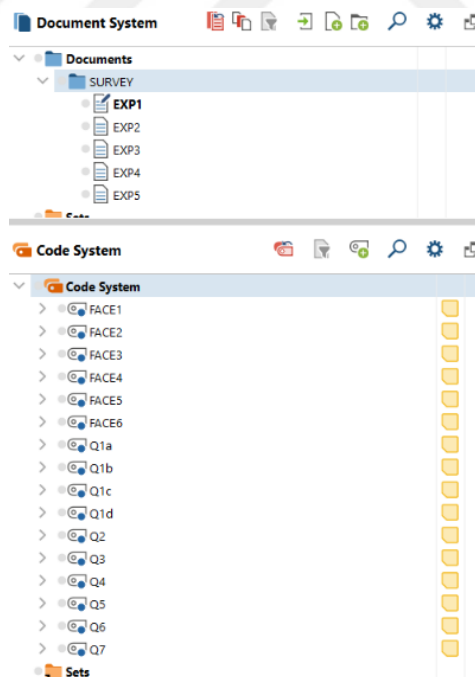 Document System
Documents
SURVEY
EXP1
EXP2
EXP3
EXP4
EXP5
Sets
Code System
Code System
FACE1
FACE2
FACE3
FACE4
FACE5
FACE6
Q1a
Q1b
Q1c
Q1d
Q2
Q3
Q4
Q5
Q6
Q7
Sets